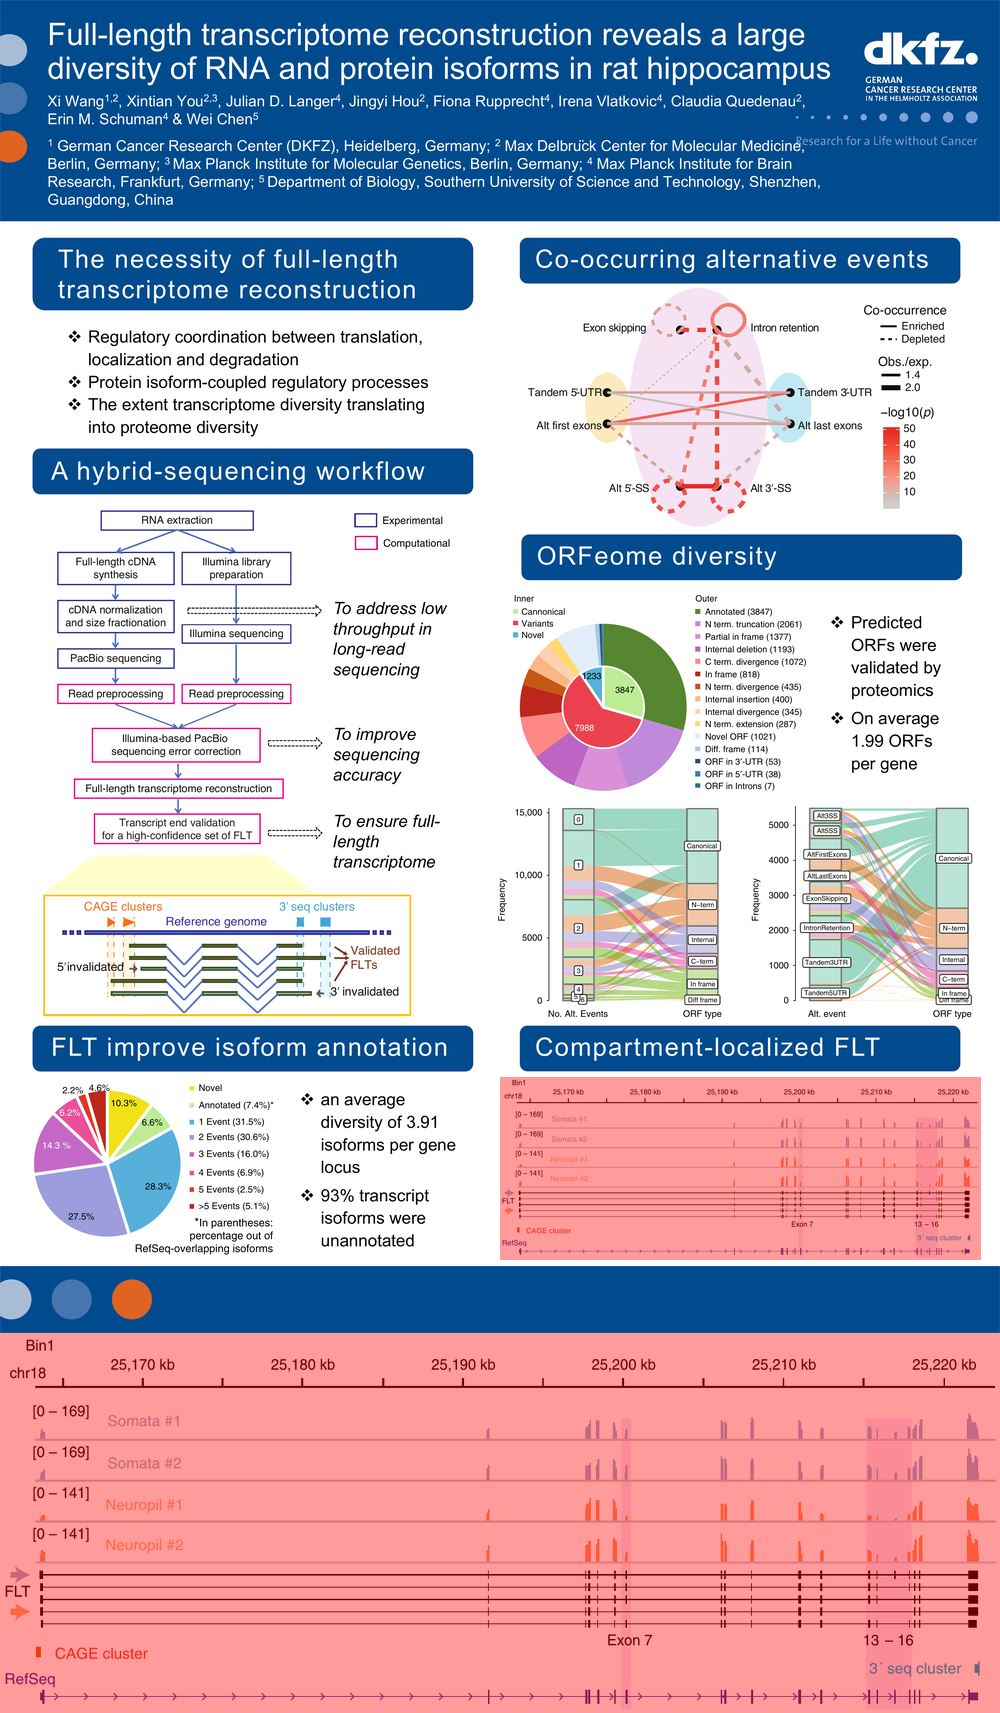 Full-length transcriptome reconstruction reveals a large
diversity of RNA and protein isoforms in rat hippocampus
Xi Wang1,2, Xintian You2,3, Julian D. Langer4, Jingyi Hou2, Fiona Rupprecht4, Irena Vlatkovic4, Claudia Quedenau2,
Erin M. Schuman4 & Wei Chen5
1 German Cancer Research Center (DKFZ), Heidelberg, Germany; 2 Max Delbrück Center for Molecular Medicine,
Berlin, Germany; 3 Max Planck Institute for Molecular Genetics, Berlin, Germany; 4 Max Planck Institute for Brain
Research, Frankfurt, Germany; 5 Department of Biology, Southern University of Science and Technology, Shenzhen,
Guangdong, China
dkfz.
GERMAN
CANCER RESEARCH CENTER
IN THE HELMHOLTZ ASSOCIATION
Research for a Life without Cancer
The necessity of full-length
transcriptome reconstruction
❖ Regulatory coordination between translation,
localization and degradation
❖ Protein isoform-coupled regulatory processes
❖ The extent transcriptome diversity translating
into proteome diversity
A hybrid-sequencing workflow
RNA extraction
Experimental
Computational
Full-length cDNA
synthesis
Illumina library
preparation
cDNA normalization
and size fractionation
Illumina sequencing
PacBio sequencing
Read preprocessing
Read preprocessing
To address low
throughput in
long-read
sequencing
Illumina-based PacBio
sequencing error correction
To improve
sequencing
accuracy
Full-length transcriptome reconstruction
Transcript end validation
for a high-confidence set of FLT
To ensure full-
length
transcriptome
CAGE clusters
3' seq clusters
Reference genome
5'invalidated
Validated
FLTs
3' invalidated
FLT improve isoform annotation
2.2%
4.6%
10.3%
6.2%
6.6%
14.3 %
28.3%
27.5%
Novel
Annotated (7.4%)*
1 Event (31.5%)
2 Events (30.6%)
3 Events (16.0%)
4 Events (6.9%)
5 Events (2.5%)
>5 Events (5.1%)
*In parentheses:
percentage out of
RefSeq-overlapping isoforms
❖ an average
diversity of 3.91
isoforms per gene
locus
❖ 93% transcript
isoforms were
unannotated
Co-occurring alternative events
Exon skipping
Intron retention
Tandem 5'-UTR
Tandem 3'-UTR
Alt first exons
Alt last exons
Alt 5'-SS
Alt 3'-SS
Co-occurrence
Enriched
Depleted
Obs./exp.
1.4
2.0
−log10(p)
50
40
30
20
10
ORFeome diversity
Inner
Cannonical
Variants
Novel
1233
3847
7988
Outer
Annotated (3847)
N term. truncation (2061)
Partial in frame (1377)
Internal deletion (1193)
C term. divergence (1072)
In frame (818)
N term. divergence (435)
Internal insertion (400)
Internal divergence (345)
N term. extension (287)
Novel ORF (1021)
Diff. frame (114)
ORF in 3'-UTR (53)
ORF in 5'-UTR (38)
ORF in Introns (7)
❖ Predicted
ORFs were
validated by
proteomics
❖ On average
1.99 ORFs
per gene
Frequency
15,000
10,000
5000
0
0
1
2
3
4
5
6
Canonical
N−term
Internal
C−term
In frame
Diff frame
No. Alt. Events
ORF type
Frequency
5000
4000
3000
2000
1000
0
Alt3SS
Alt5SS
AltFirstExons
AltLastExons
ExonSkipping
IntronRetention
Tandem3UTR
Tandem5UTR
Canonical
N−term
Internal
C−term
In frame
Diff frame
Alt. event
ORF type
Compartment-localized FLT
Bin1
chr18
25,170 kb
25,180 kb
25,190 kb
25,200 kb
25,210 kb
25,220 kb
[0 – 169]
Somata #1
[0 – 169]
Somata #2
[0 – 141]
Neuropil #1
[0 – 141]
Neuropil #2
FLT
Exon 7
13 – 16
CAGE cluster
3´ seq cluster
RefSeq
Bin1
chr18
25,170 kb
25,180 kb
25,190 kb
25,200 kb
25,210 kb
25,220 kb
[0 – 169]
Somata #1
[0 – 169]
Somata #2
[0 – 141]
Neuropil #1
[0 – 141]
Neuropil #2
FLT
Exon 7
13 – 16
CAGE cluster
3´ seq cluster
RefSeq